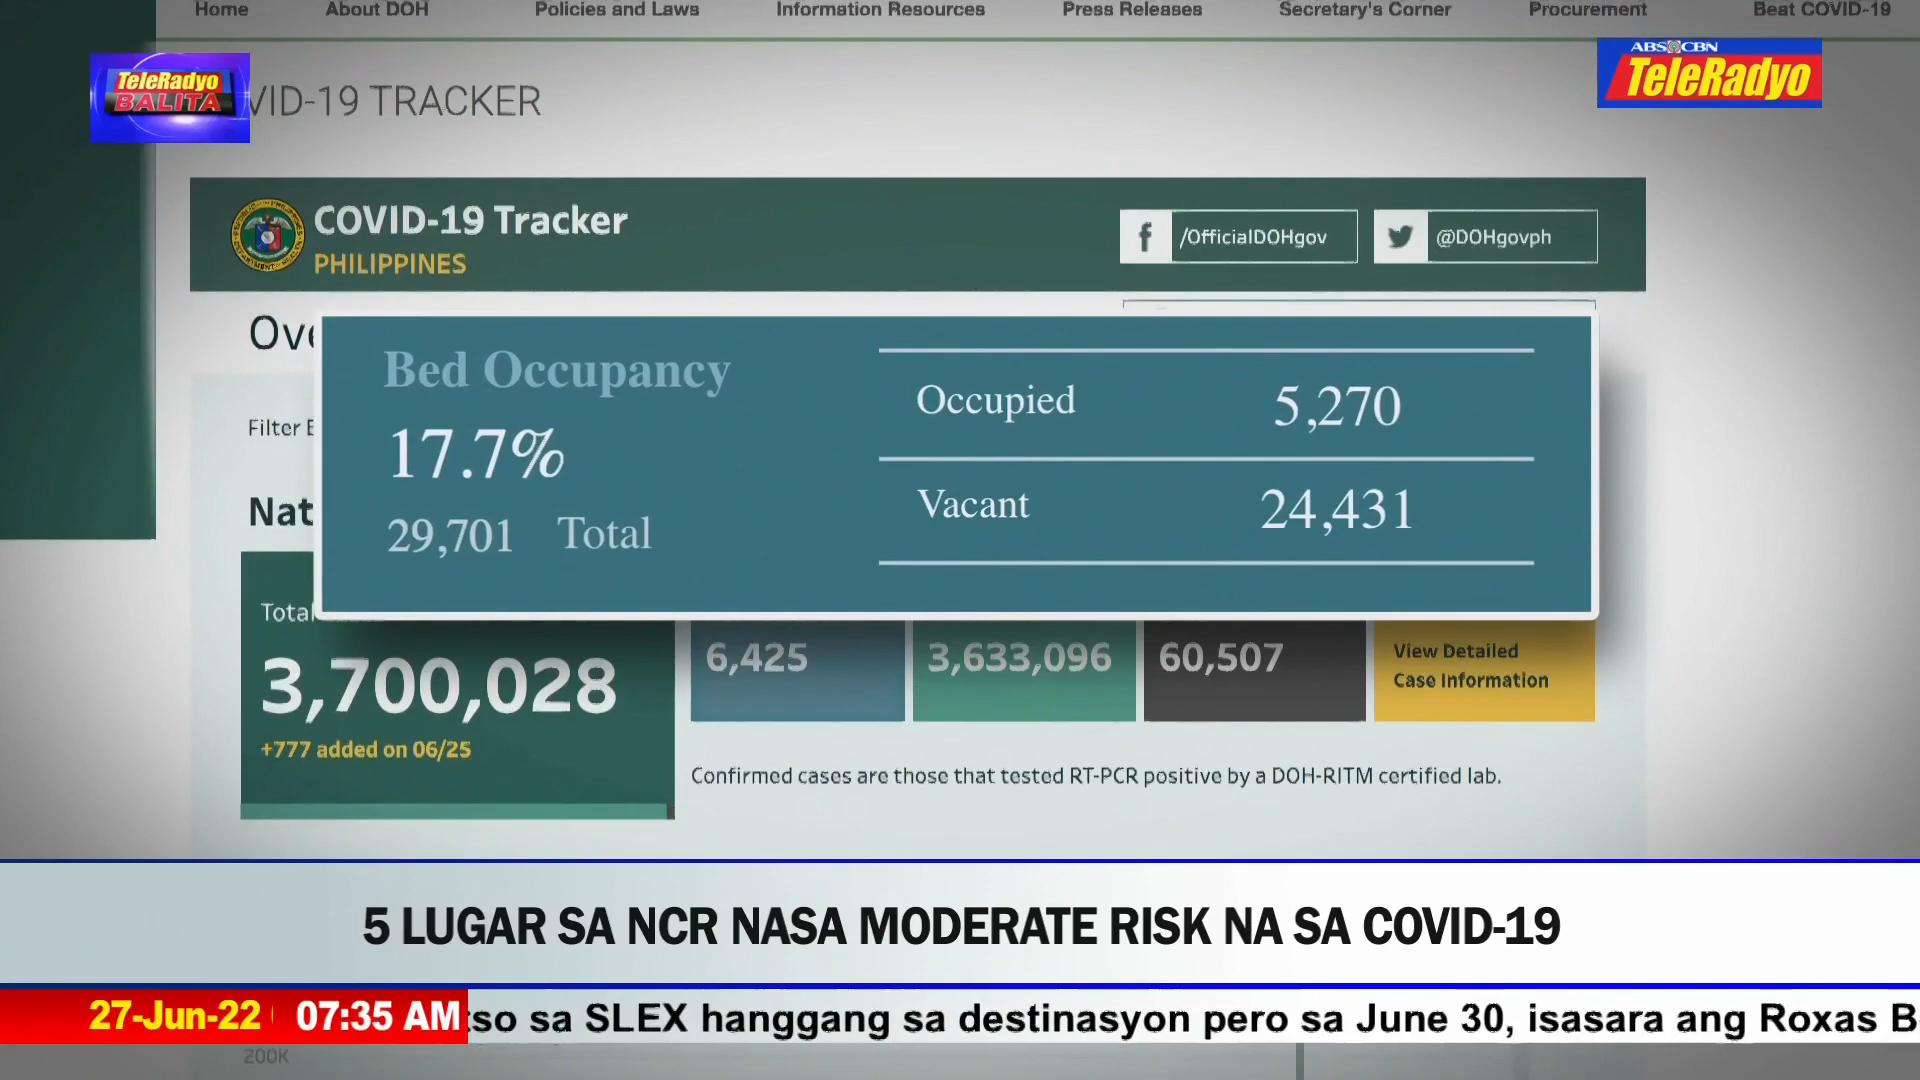 Home About DOH Policies and Laws Information Resources Press Releases Secretary's Corner Procurement Beat COVID-19
TeleRadyo
BALITA
VID-19 TRACKER
ABS CBN
TeleRadyo
COVID-19 Tracker
PHILIPPINES
/OfficialDOHgov
@DOHgovph
Ove
Filter E
Nat
Bed Occupancy
17.7%
29,701 Total
Occupied 5,270
Vacant 24,431
Total
3,700,028
+777 added on 06/25
6,425
3,633,096
60,507
View Detailed
Case Information
Confirmed cases are those that tested RT-PCR positive by a DOH-RITM certified lab.
5 LUGAR SA NCR NASA MODERATE RISK NA SA COVID-19
27-Jun-22 07:35 AM
tso sa SLEX hanggang sa destinasyon pero sa June 30, isasara ang Roxas B
200K